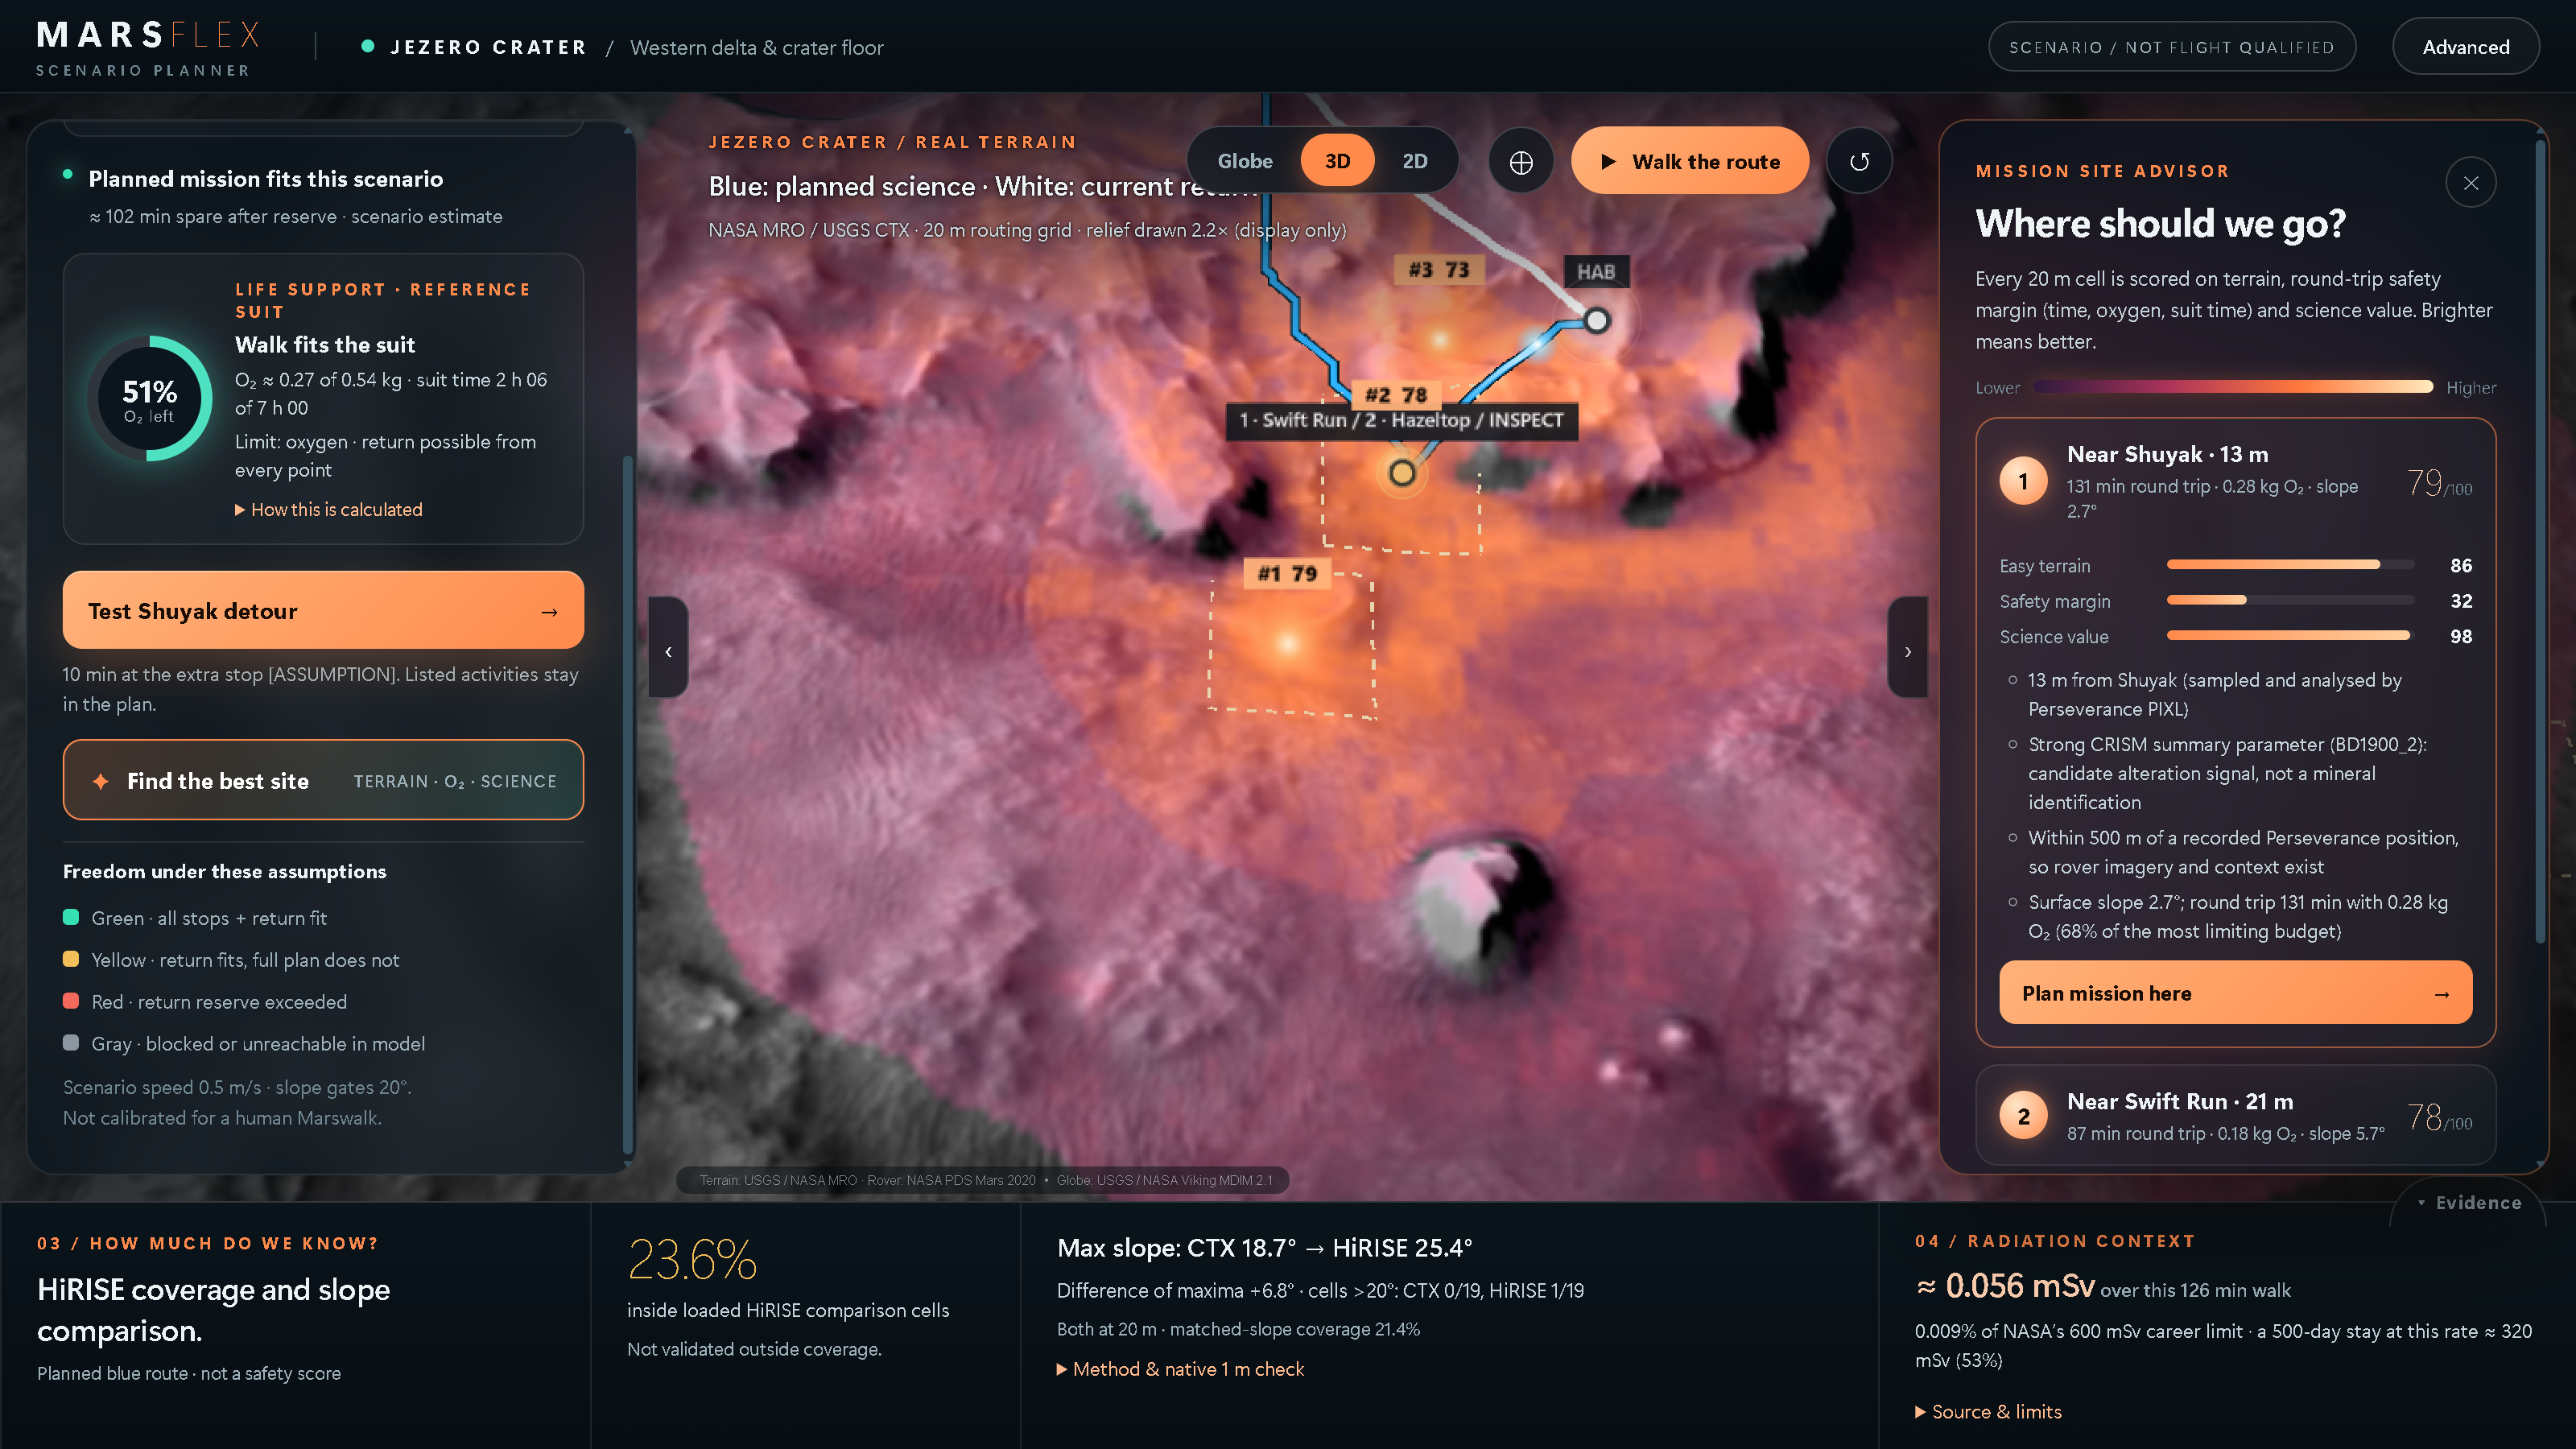 MARSFLEX
SCENARIO PLANNER
JEZERO CRATER / Western delta & crater floor
SCENARIO / NOT FLIGHT QUALIFIED
Advanced
Planned mission fits this scenario
≈ 102 min spare after reserve · scenario estimate
LIFE SUPPORT · REFERENCE
SUIT
51%
O₂ left
Walk fits the suit
O₂ ≈ 0.27 of 0.54 kg · suit time 2 h 06
of 7 h 00
Limit: oxygen · return possible from
every point
▶ How this is calculated
Test Shuyak detour →
10 min at the extra stop [ASSUMPTION]. Listed activities stay
in the plan.
✦ Find the best site TERRAIN · O₂ · SCIENCE
Freedom under these assumptions
Green · all stops + return fit
Yellow · return fits, full plan does not
Red · return reserve exceeded
Gray · blocked or unreachable in model
Scenario speed 0.5 m/s · slope gates 20°.
Not calibrated for a human Marswalk.
JEZERO CRATER / REAL TERRAIN
Blue: planned science · White: current
NASA MRO / USGS CTX · 20 m routing grid · relief drawn 2.2× (display only)
Globe 3D 2D
▶ Walk the route
#3 73
HAB
#2 78
1 · Swift Run / 2 · Hazeltop / INSPECT
#1 79
Terrain: USGS / NASA MRO · Rover: NASA PDS Mars 2020 • Globe: USGS / NASA Viking MDIM 2.1
MISSION SITE ADVISOR
Where should we go?
Every 20 m cell is scored on terrain, round-trip safety
margin (time, oxygen, suit time) and science value. Brighter
means better.
Lower Higher
1
Near Shuyak · 13 m
131 min round trip · 0.28 kg O₂ · slope
2.7°
79/100
Easy terrain 86
Safety margin 32
Science value 98
13 m from Shuyak (sampled and analysed by
Perseverance PIXL)
Strong CRISM summary parameter (BD1900_2):
candidate alteration signal, not a mineral
identification
Within 500 m of a recorded Perseverance position,
so rover imagery and context exist
Surface slope 2.7°; round trip 131 min with 0.28 kg
O₂ (68% of the most limiting budget)
Plan mission here →
2
Near Swift Run · 21 m
87 min round trip · 0.18 kg O₂ · slope 5.7°
78/100
▾ Evidence
03 / HOW MUCH DO WE KNOW?
HiRISE coverage and slope
comparison.
Planned blue route · not a safety score
23.6%
inside loaded HiRISE comparison cells
Not validated outside coverage.
Max slope: CTX 18.7° → HiRISE 25.4°
Difference of maxima +6.8° · cells >20°: CTX 0/19, HiRISE 1/19
Both at 20 m · matched-slope coverage 21.4%
▶ Method & native 1 m check
04 / RADIATION CONTEXT
≈ 0.056 mSv over this 126 min walk
0.009% of NASA's 600 mSv career limit · a 500-day stay at this rate ≈ 320
mSv (53%)
▶ Source & limits